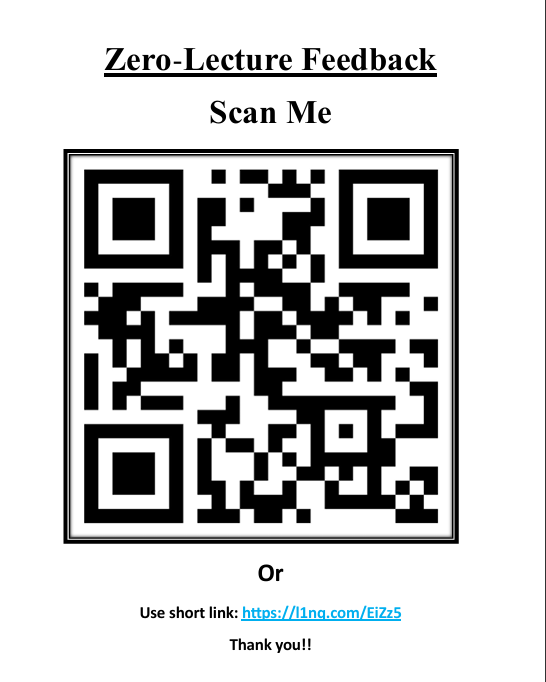 Zero-Lecture Feedback
Scan Me
Or
Use short link: https://l1nq.com/EiZz5
Thank you!!